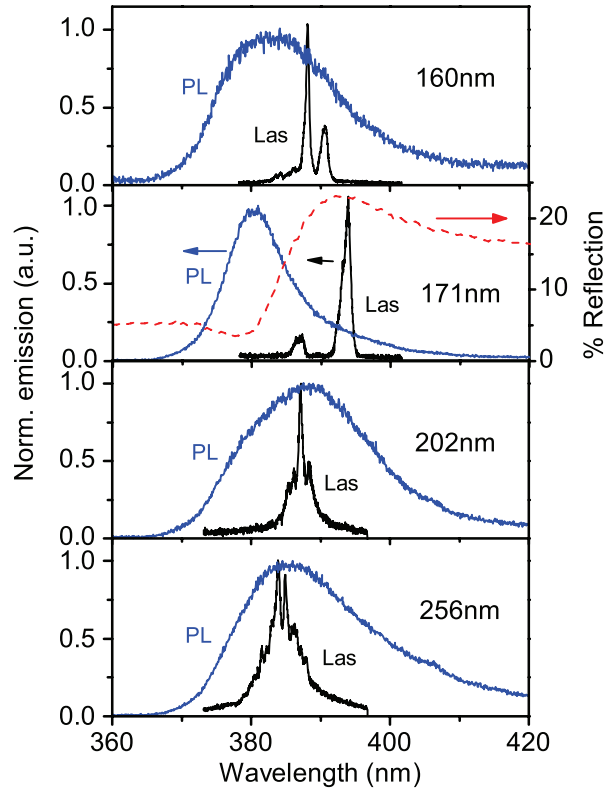 Norm. emission (a.u.)
1.0
0.5
0.0
PL
Las
160nm
1.0
0.5
0.0
PL
Las
171nm
20
10
0
% Reflection
1.0
0.5
0.0
PL
Las
202nm
1.0
0.5
0.0
PL
Las
256nm
360
380
400
420
Wavelength (nm)